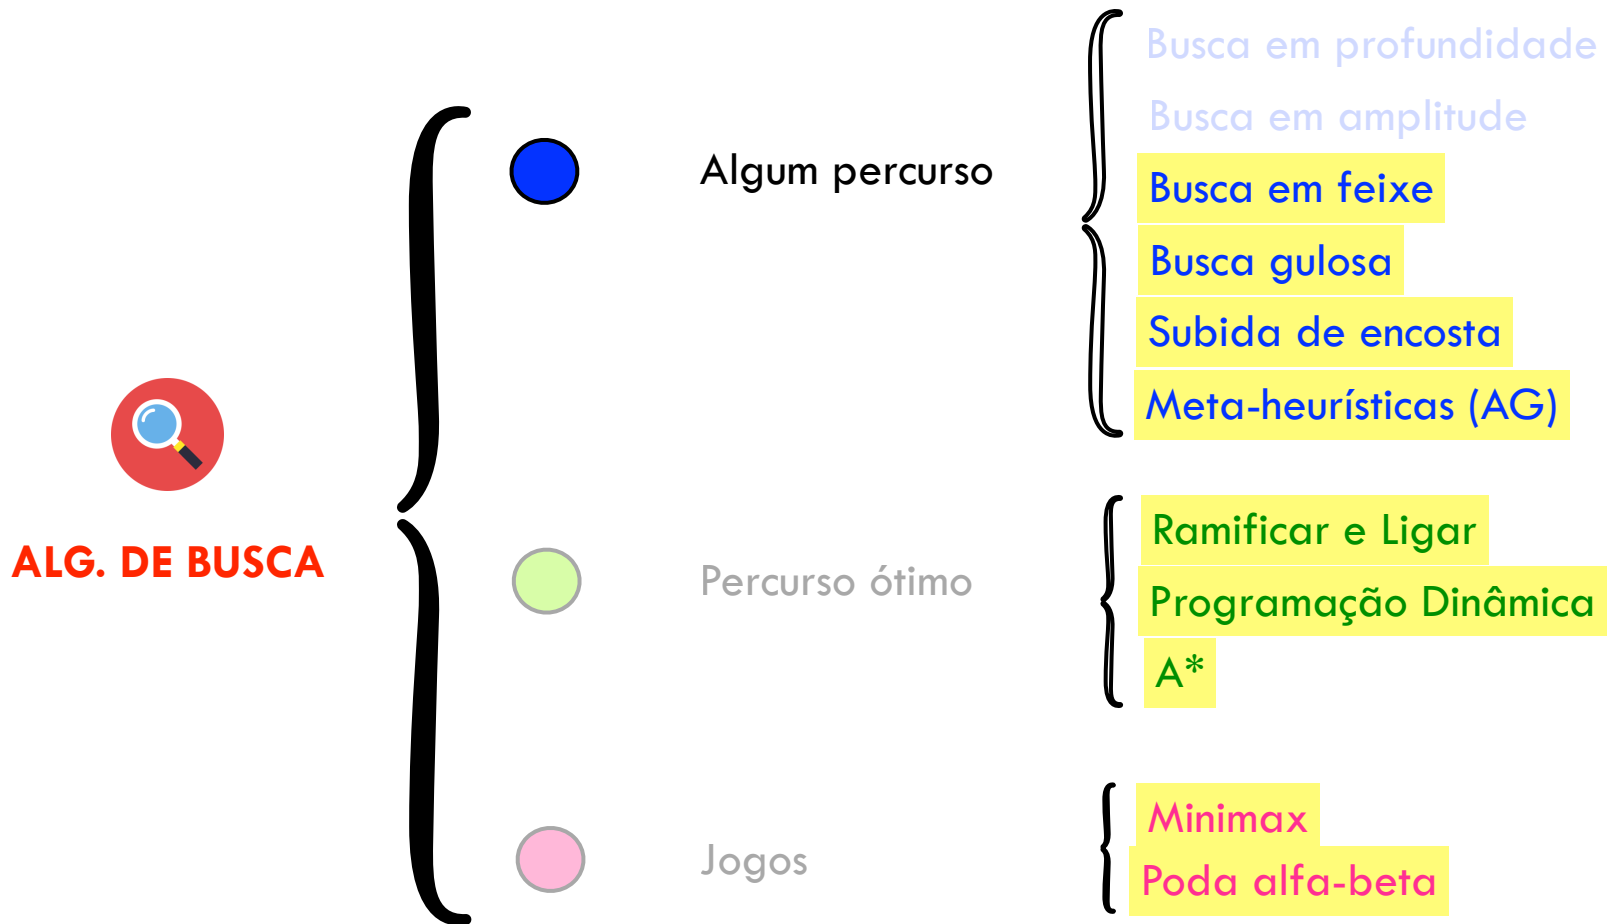 ALG. DE BUSCA
Algum percurso
Busca em profundidade
Busca em amplitude
Busca em feixe
Busca gulosa
Subida de encosta
Meta-heurísticas (AG)
Percurso ótimo
Ramificar e Ligar
Programação Dinâmica
A*
Jogos
Minimax
Poda alfa-beta